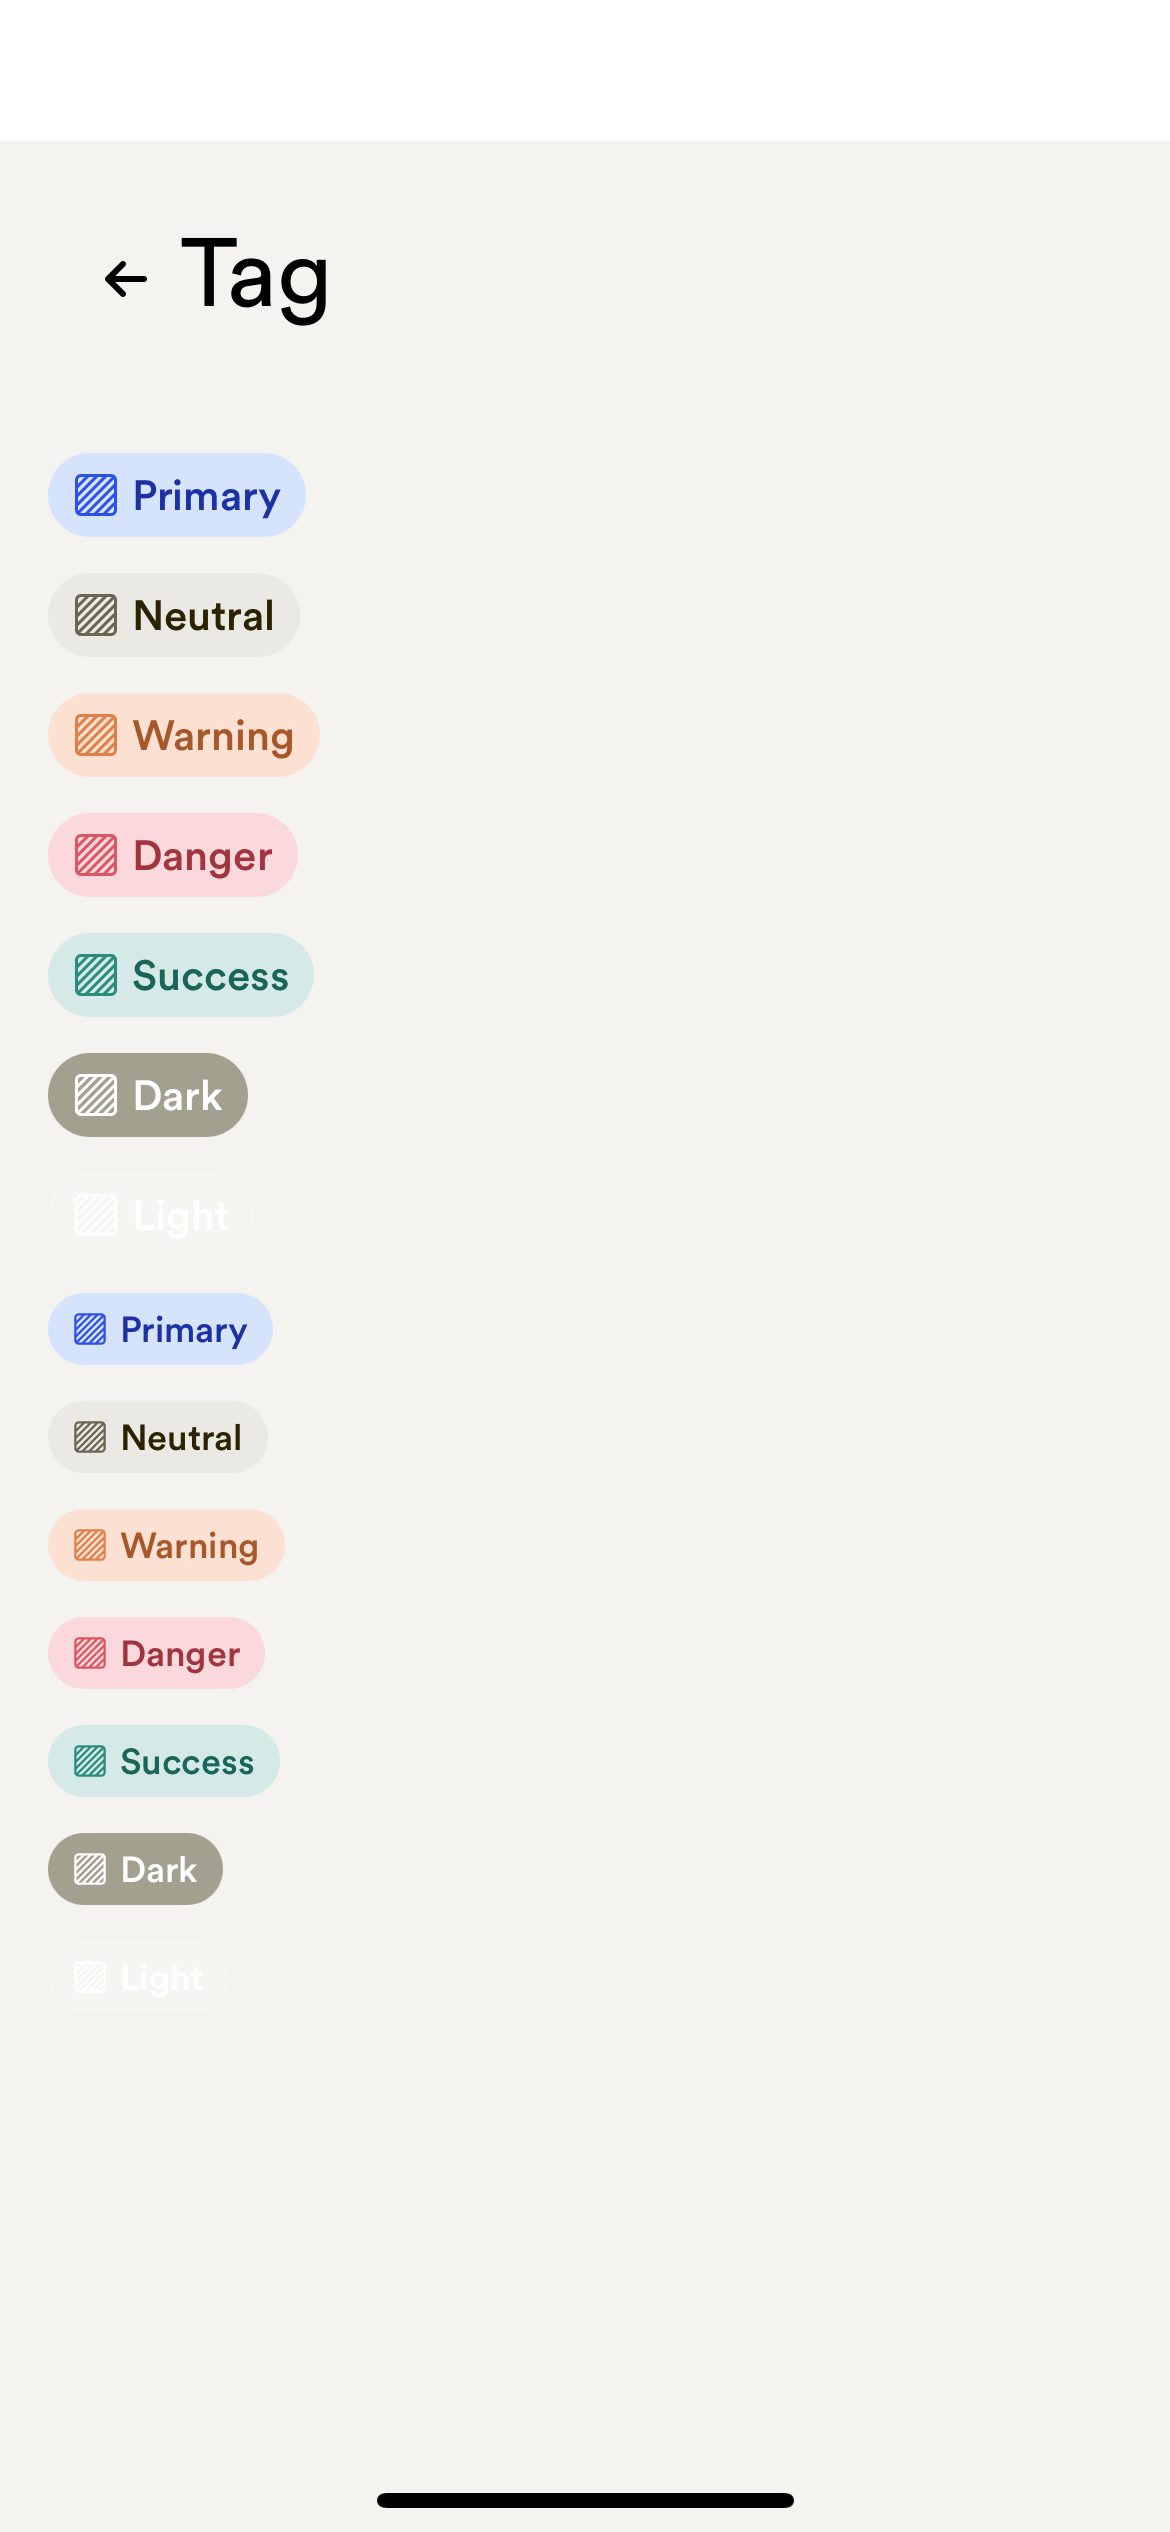 Tag
Primary
Neutral
Warning
Danger
Success
Dark
Light
Primary
Neutral
Warning
Danger
Success
Dark
Light